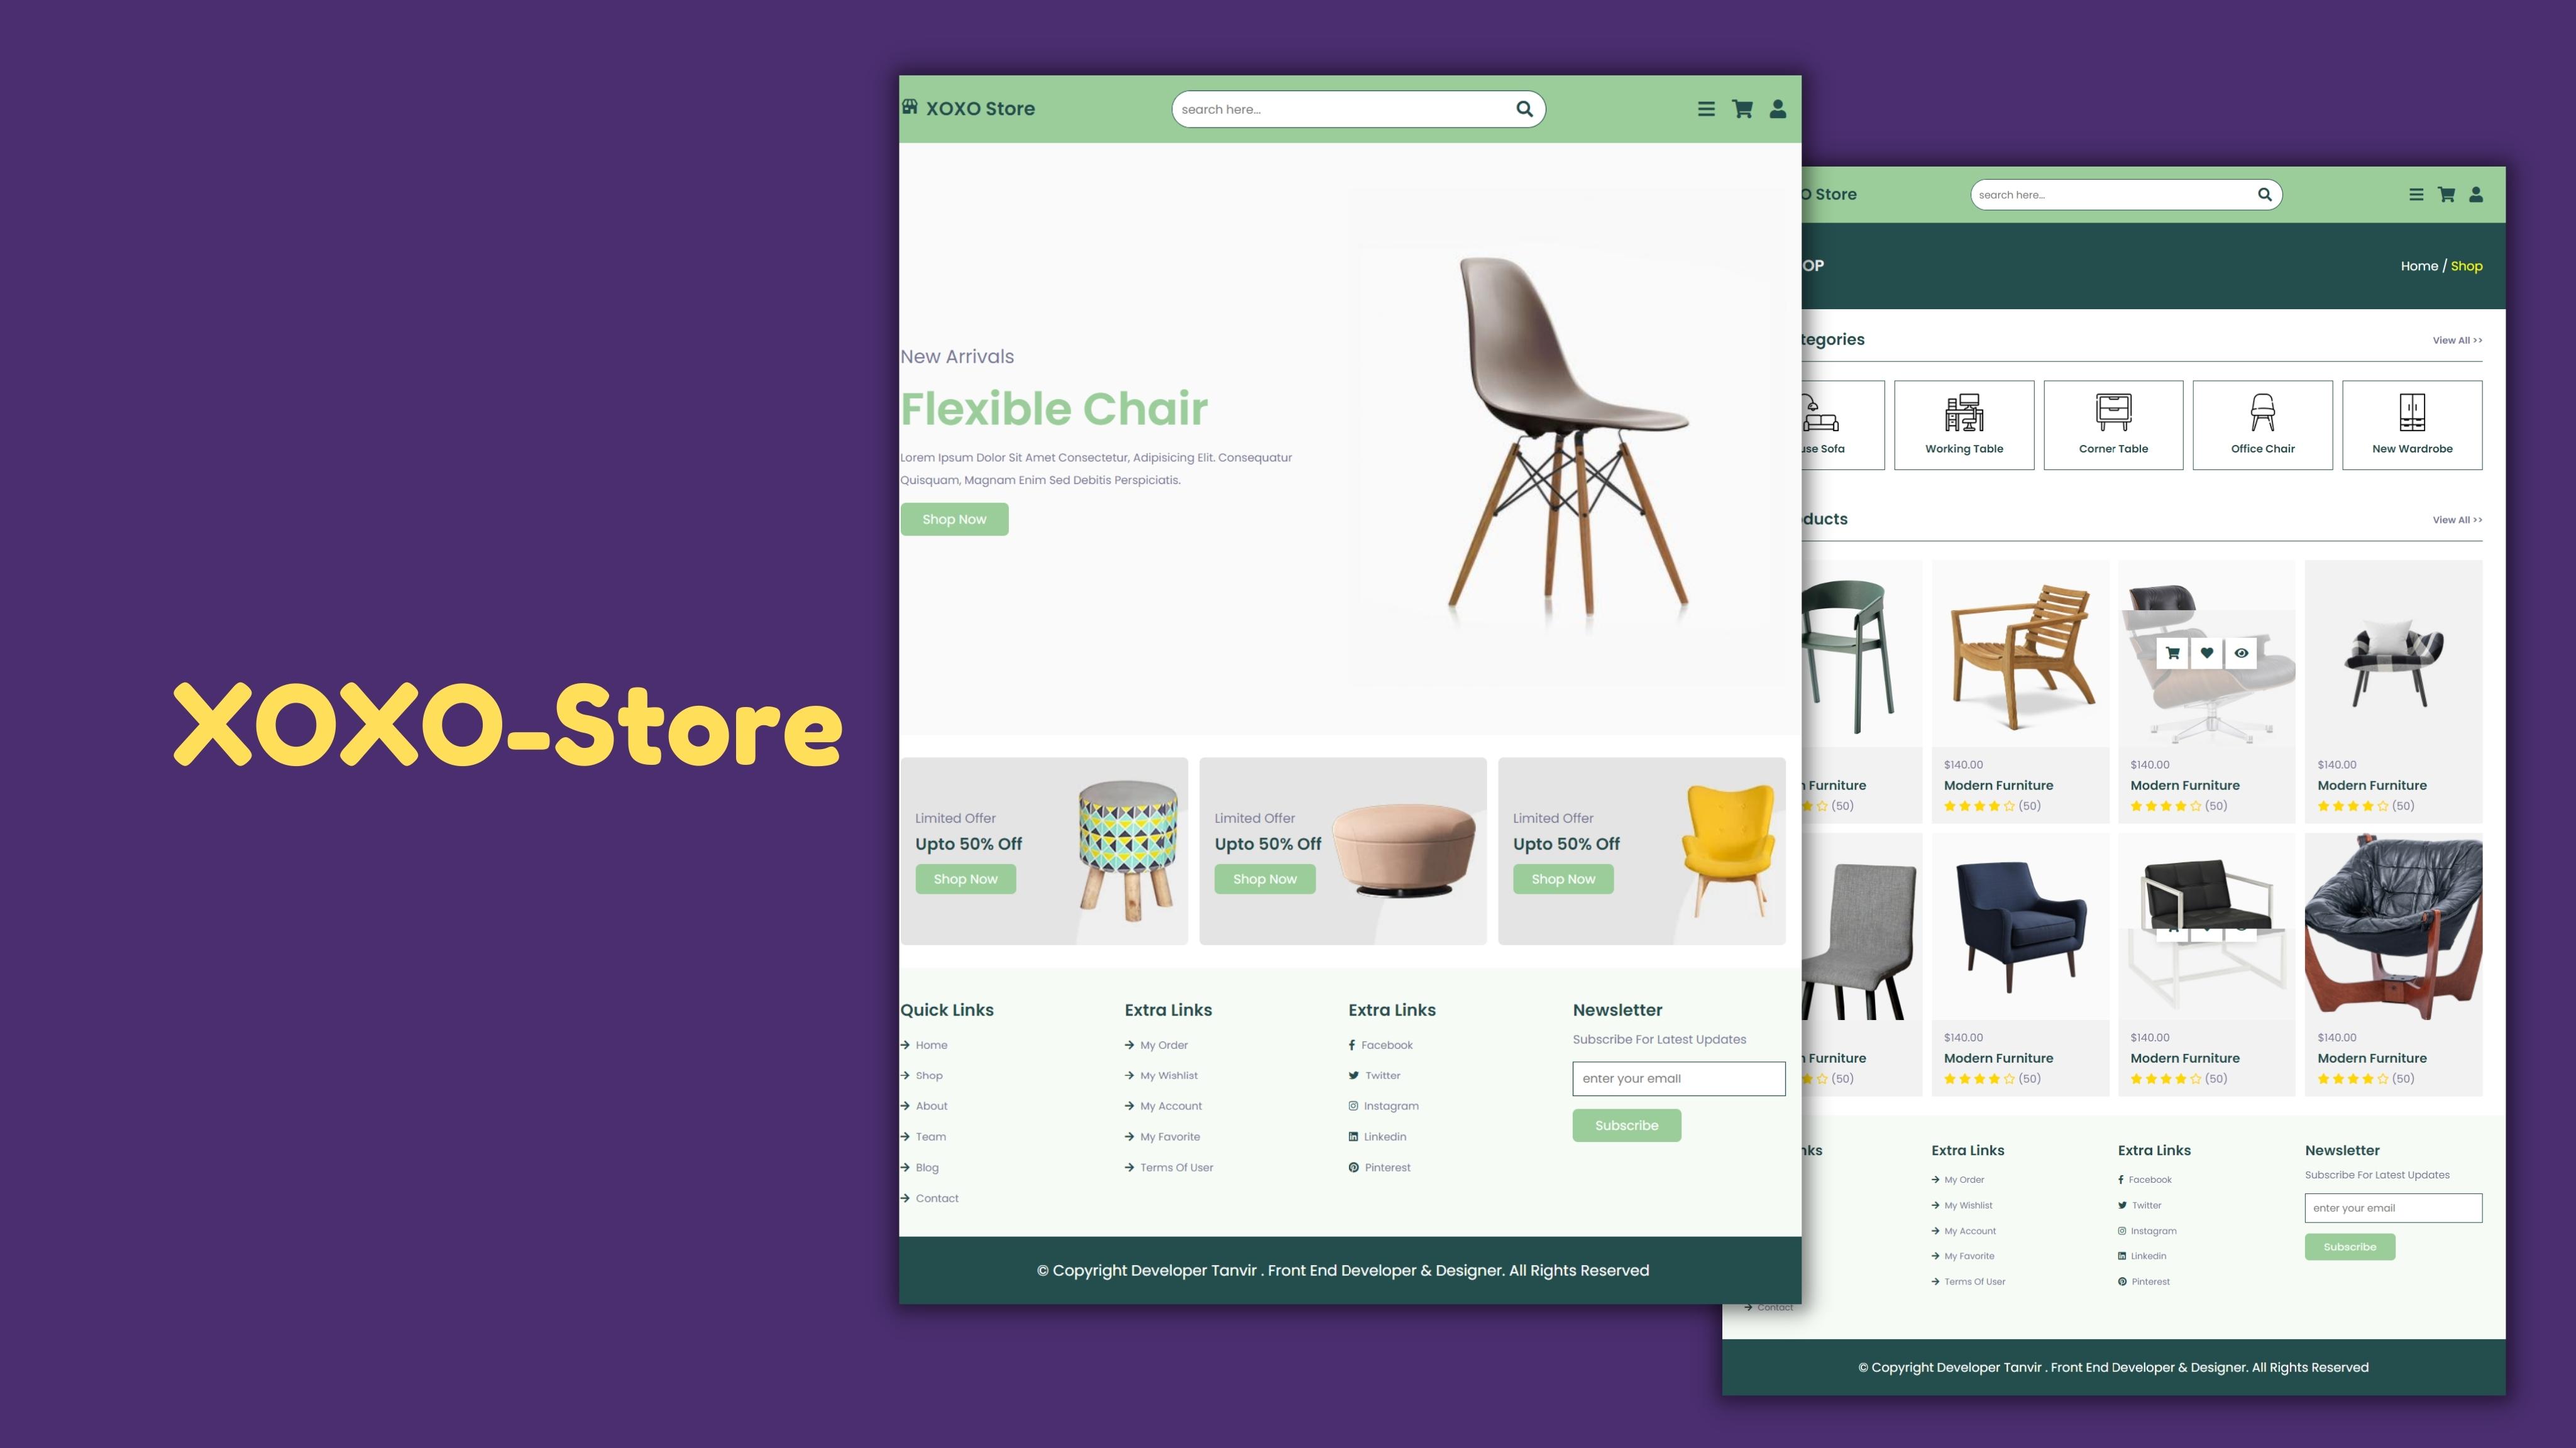 XOXO-Store
XOXO Store
search here...
New Arrivals
Flexible Chair
Lorem Ipsum Dolor Sit Amet Consectetur, Adipisicing Elit. Consequatur
Quisquam, Magnam Enim Sed Debitis Perspiciatis.
Shop Now
Limited Offer
Upto 50% Off
Shop Now
Limited Offer
Upto 50% Off
Shop Now
Limited Offer
Upto 50% Off
Shop Now
Quick Links
Home
Shop
About
Team
Blog
Contact
Extra Links
My Order
My Wishlist
My Account
My Favorite
Terms Of User
Extra Links
Facebook
Twitter
Instagram
Linkedin
Pinterest
Newsletter
Subscribe For Latest Updates
enter your email
Subscribe
© Copyright Developer Tanvir . Front End Developer & Designer. All Rights Reserved
O Store
search here...
OP
Home / Shop
tegories
View All >>
use Sofa
Working Table
Corner Table
Office Chair
New Wardrobe
ducts
View All >>
$140.00
$140.00
$140.00
n Furniture
Modern Furniture
Modern Furniture
Modern Furniture
(50)
(50)
(50)
(50)
$140.00
$140.00
$140.00
n Furniture
Modern Furniture
Modern Furniture
Modern Furniture
(50)
(50)
(50)
(50)
nks
Contact
Extra Links
My Order
My Wishlist
My Account
My Favorite
Terms Of User
Extra Links
Facebook
Twitter
Instagram
Linkedin
Pinterest
Newsletter
Subscribe For Latest Updates
enter your email
Subscribe
© Copyright Developer Tanvir . Front End Developer & Designer. All Rights Reserved